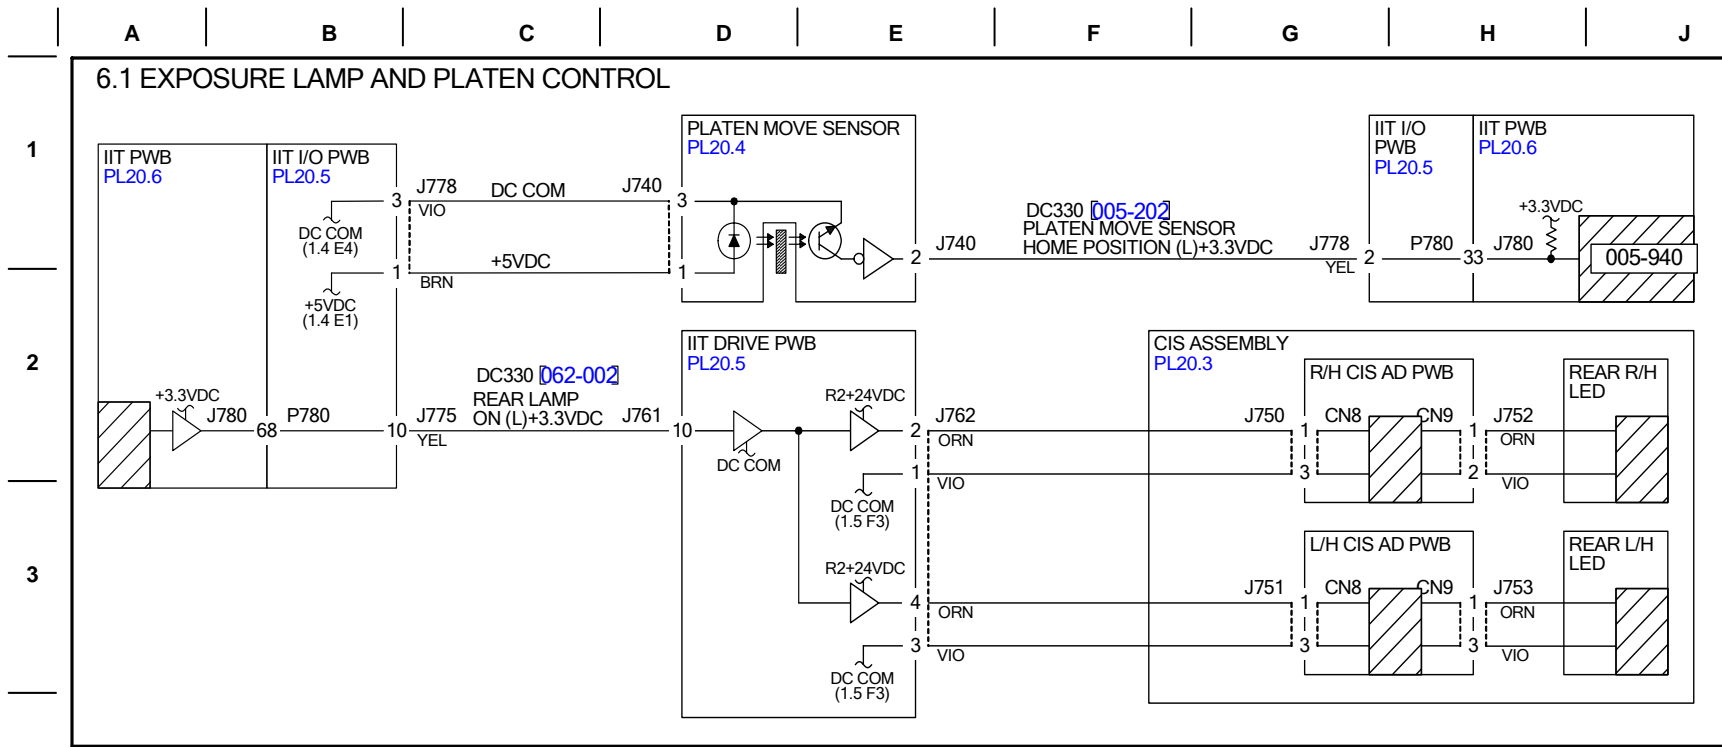 A B C D E F G H J
6.1 EXPOSURE LAMP AND PLATEN CONTROL
1
2
3
IIT PWB
PL20.6
IIT I/O PWB
PL20.5
3
J778
VIO
DC COM
J740
3
DC COM
(1.4 E4)
1
BRN
+5VDC
1
+5VDC
(1.4 E1)
PLATEN MOVE SENSOR
PL20.4
2
J740
DC330 [005-202]
PLATEN MOVE SENSOR
HOME POSITION (L)+3.3VDC
J778
YEL
2
IIT I/O
PWB
PL20.5
P780
33
IIT PWB
PL20.6
J780
+3.3VDC
005-940
+3.3VDC
J780
68
P780
10
J775
YEL
DC330 [062-002]
REAR LAMP
ON (L)+3.3VDC
J761
10
IIT DRIVE PWB
PL20.5
DC COM
R2+24VDC
2
J762
ORN
1
VIO
DC COM
(1.5 F3)
R2+24VDC
4
ORN
3
VIO
DC COM
(1.5 F3)
CIS ASSEMBLY
PL20.3
R/H CIS AD PWB
J750
1
3
CN8
CN9
1
2
J752
ORN
VIO
REAR R/H
LED
L/H CIS AD PWB
J751
1
3
CN8
CN9
1
3
J753
ORN
VIO
REAR L/H
LED